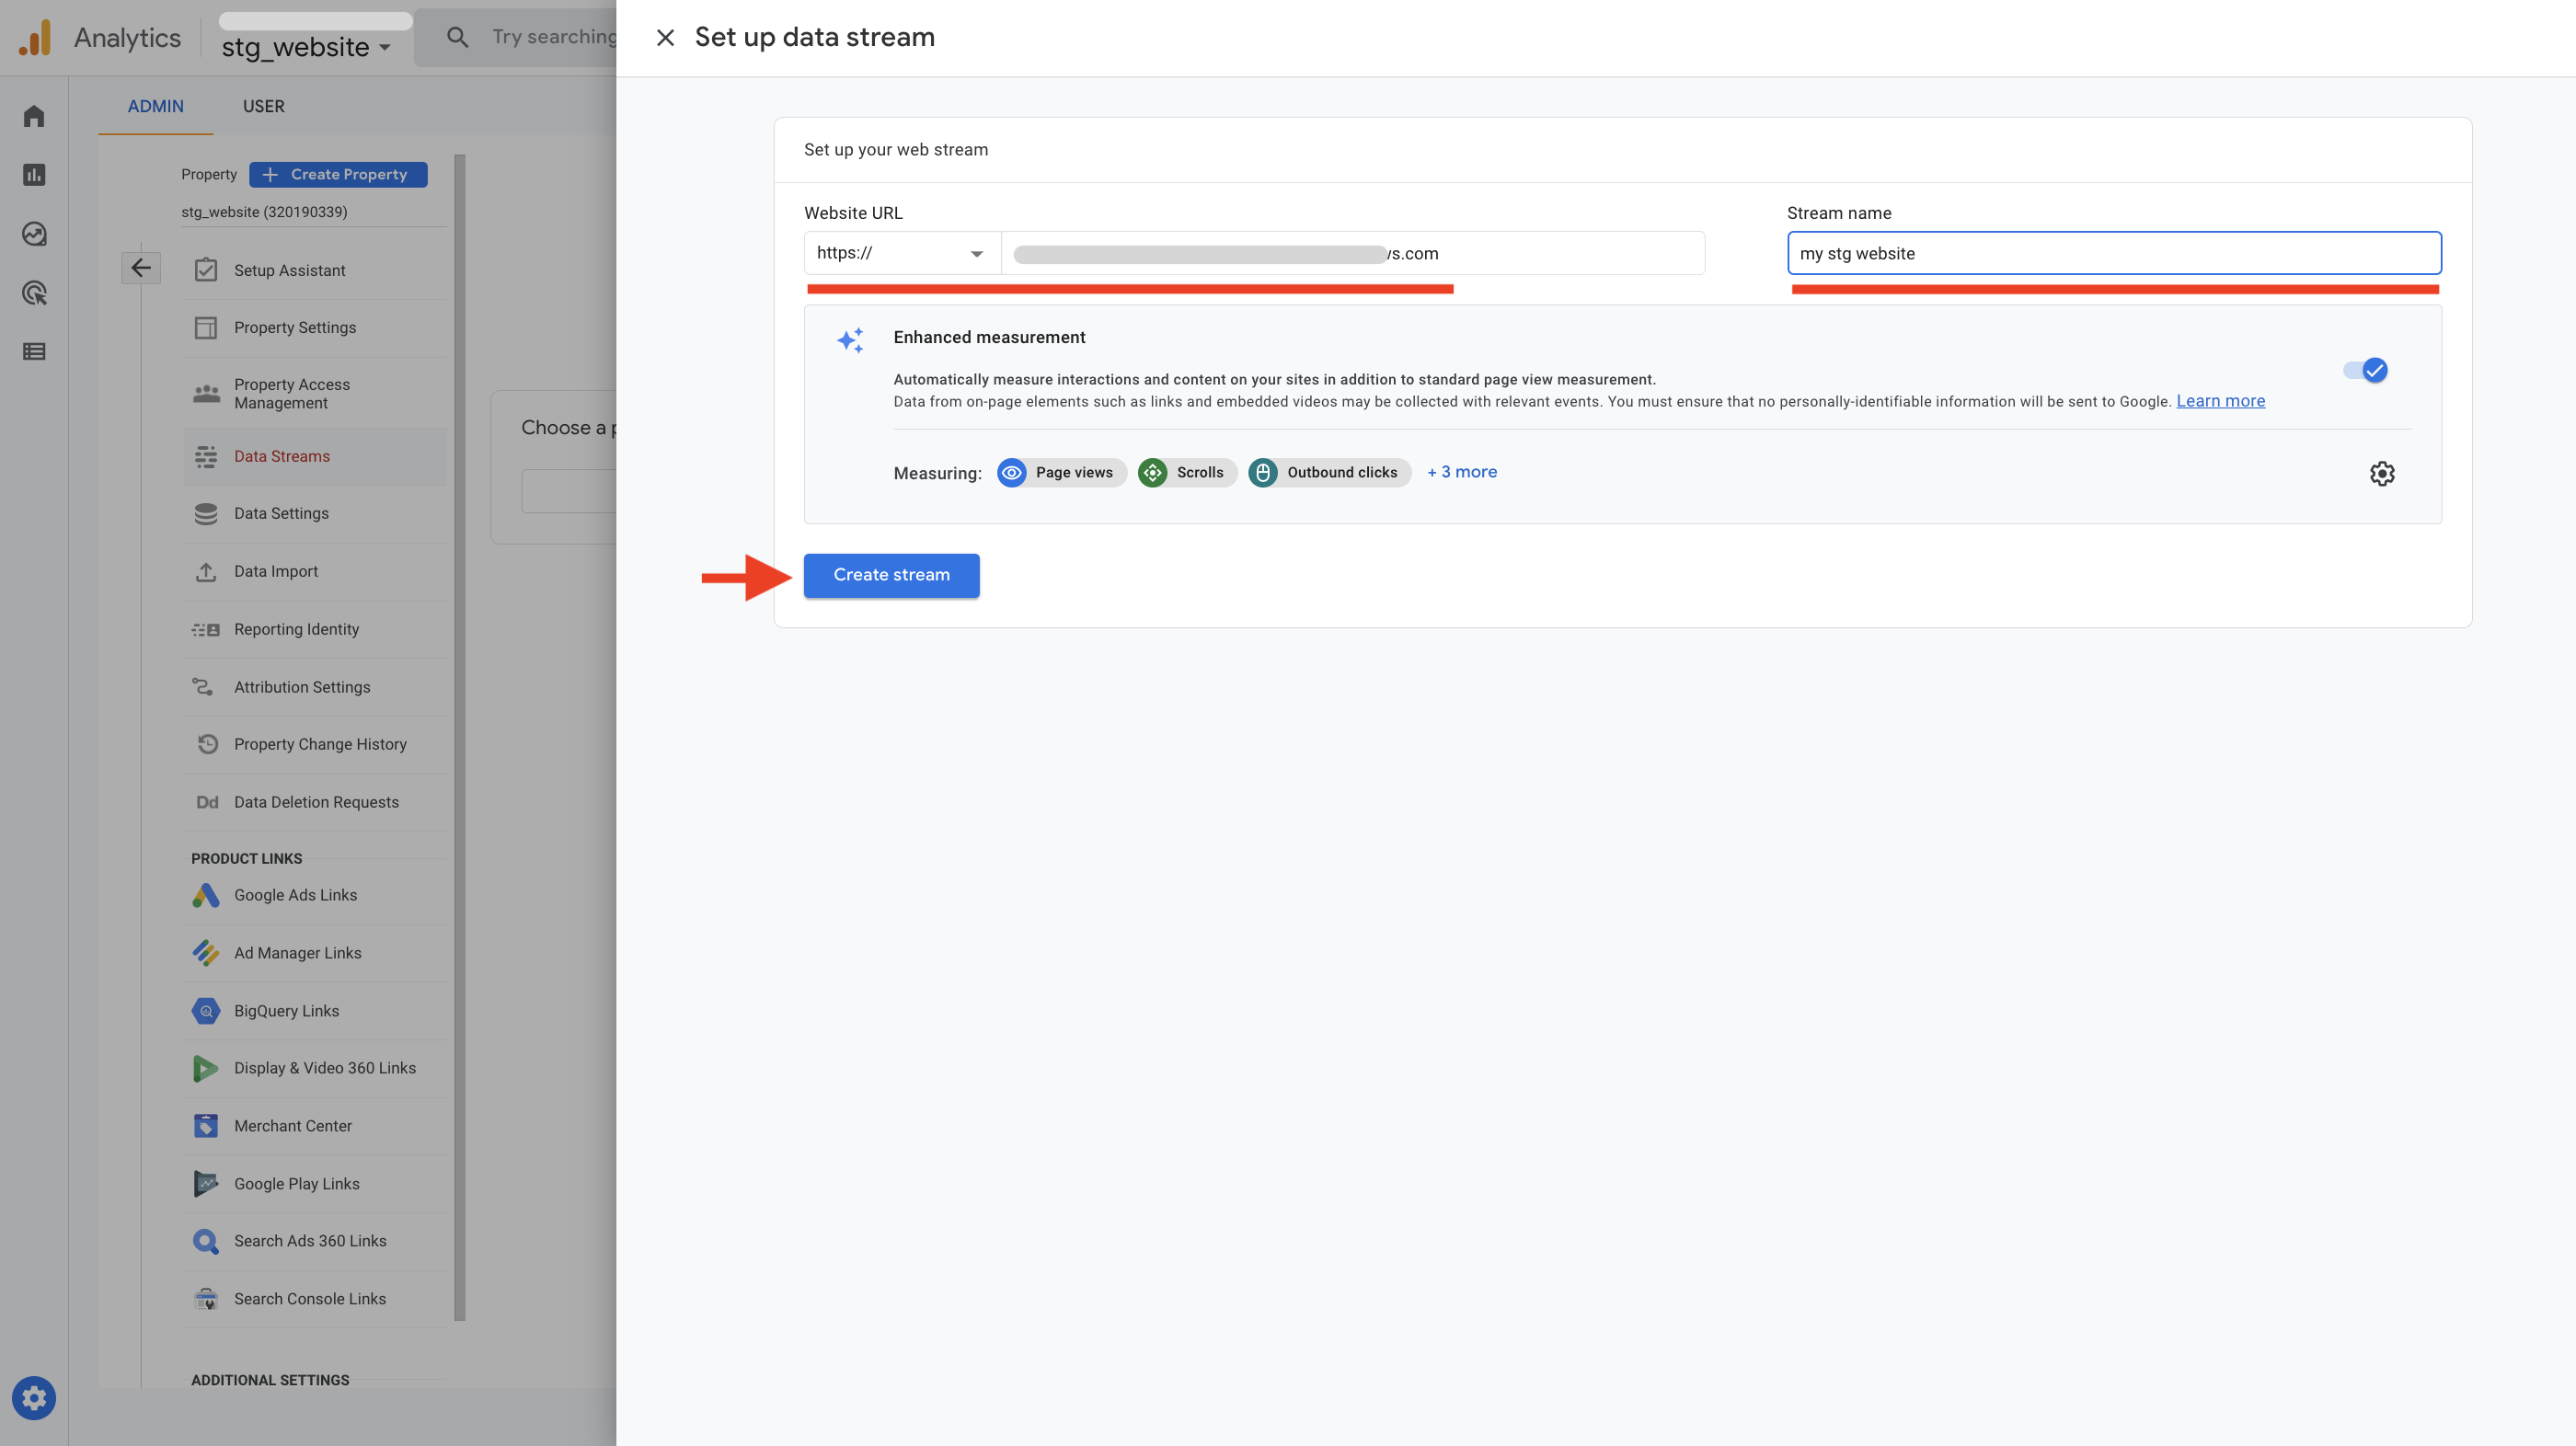 Analytics
stg_website
Try searching
ADMIN
USER
Property
Create Property
stg_website (320190339)
Setup Assistant
Property Settings
Property Access
Management
Data Streams
Data Settings
Data Import
Reporting Identity
Attribution Settings
Property Change History
Dd Data Deletion Requests
PRODUCT LINKS
Google Ads Links
Ad Manager Links
BigQuery Links
Display & Video 360 Links
Merchant Center
Google Play Links
Search Ads 360 Links
Search Console Links
ADDITIONAL SETTINGS
Choose a
Set up data stream
Set up your web stream
Website URL
Stream name
https://
s.com
my stg website
Enhanced measurement
Automatically measure interactions and content on your sites in addition to standard page view measurement.
Data from on-page elements such as links and embedded videos may be collected with relevant events. You must ensure that no personally-identifiable information will be sent to Google. Learn more
Measuring:
Page views
Scrolls
Outbound clicks
+ 3 more
Create stream